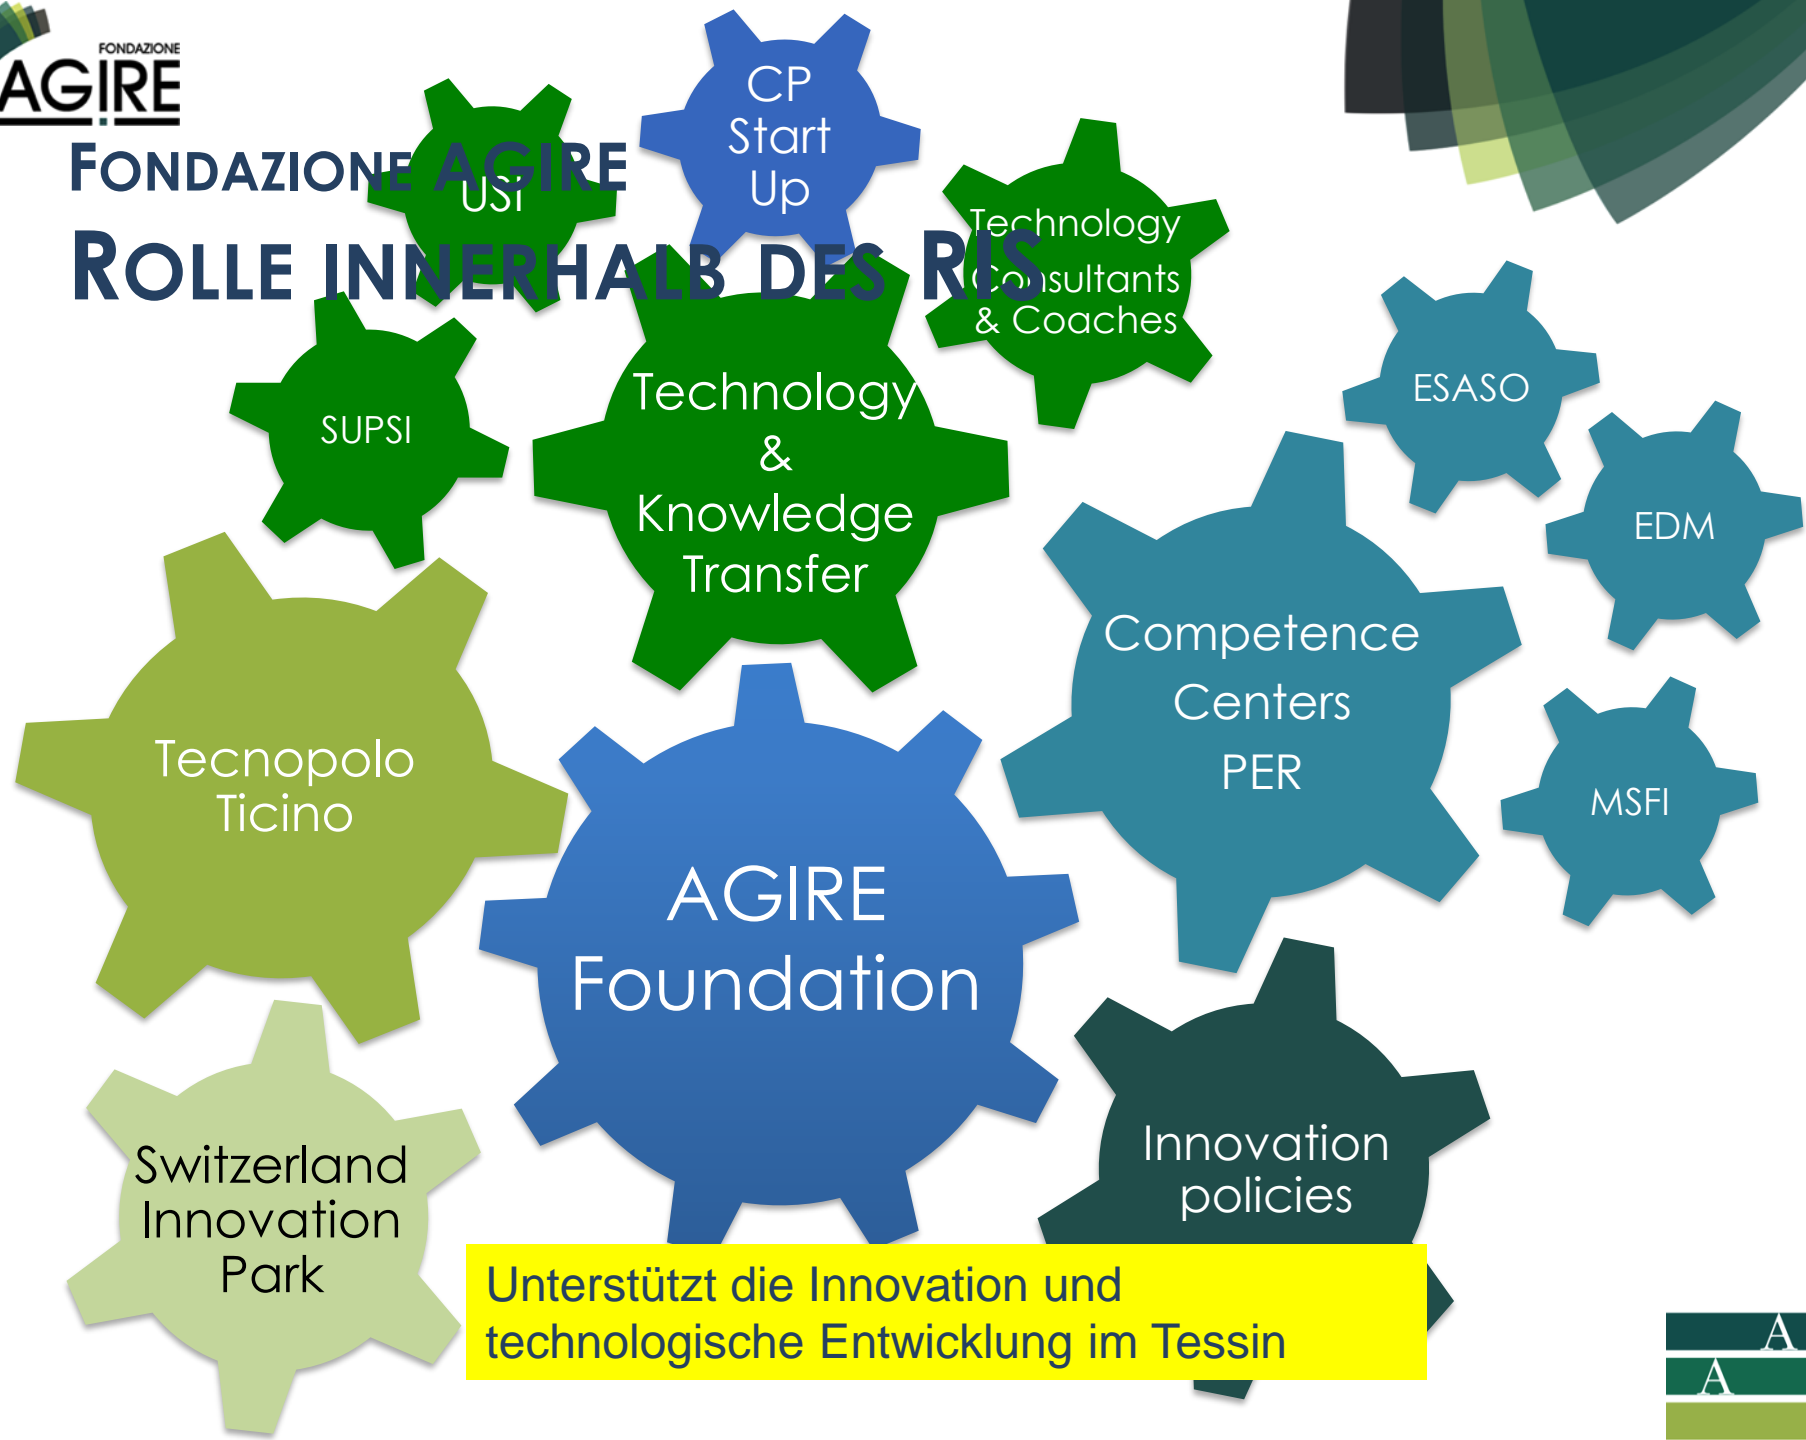 FONDAZIONE
AGIRE
FONDAZIONE AGIRE
ROLLE INNERHALB DES RIS
CP
Start
Up
USI
Technology
Consultants
& Coaches
SUPSI
Technology
&
Knowledge
Transfer
ESASO
EDM
Competence
Centers
PER
MSFI
Tecnopolo
Ticino
AGIRE
Foundation
Switzerland
Innovation
Park
Innovation
policies
Unterstützt die Innovation und
technologische Entwicklung im Tessin
A
A